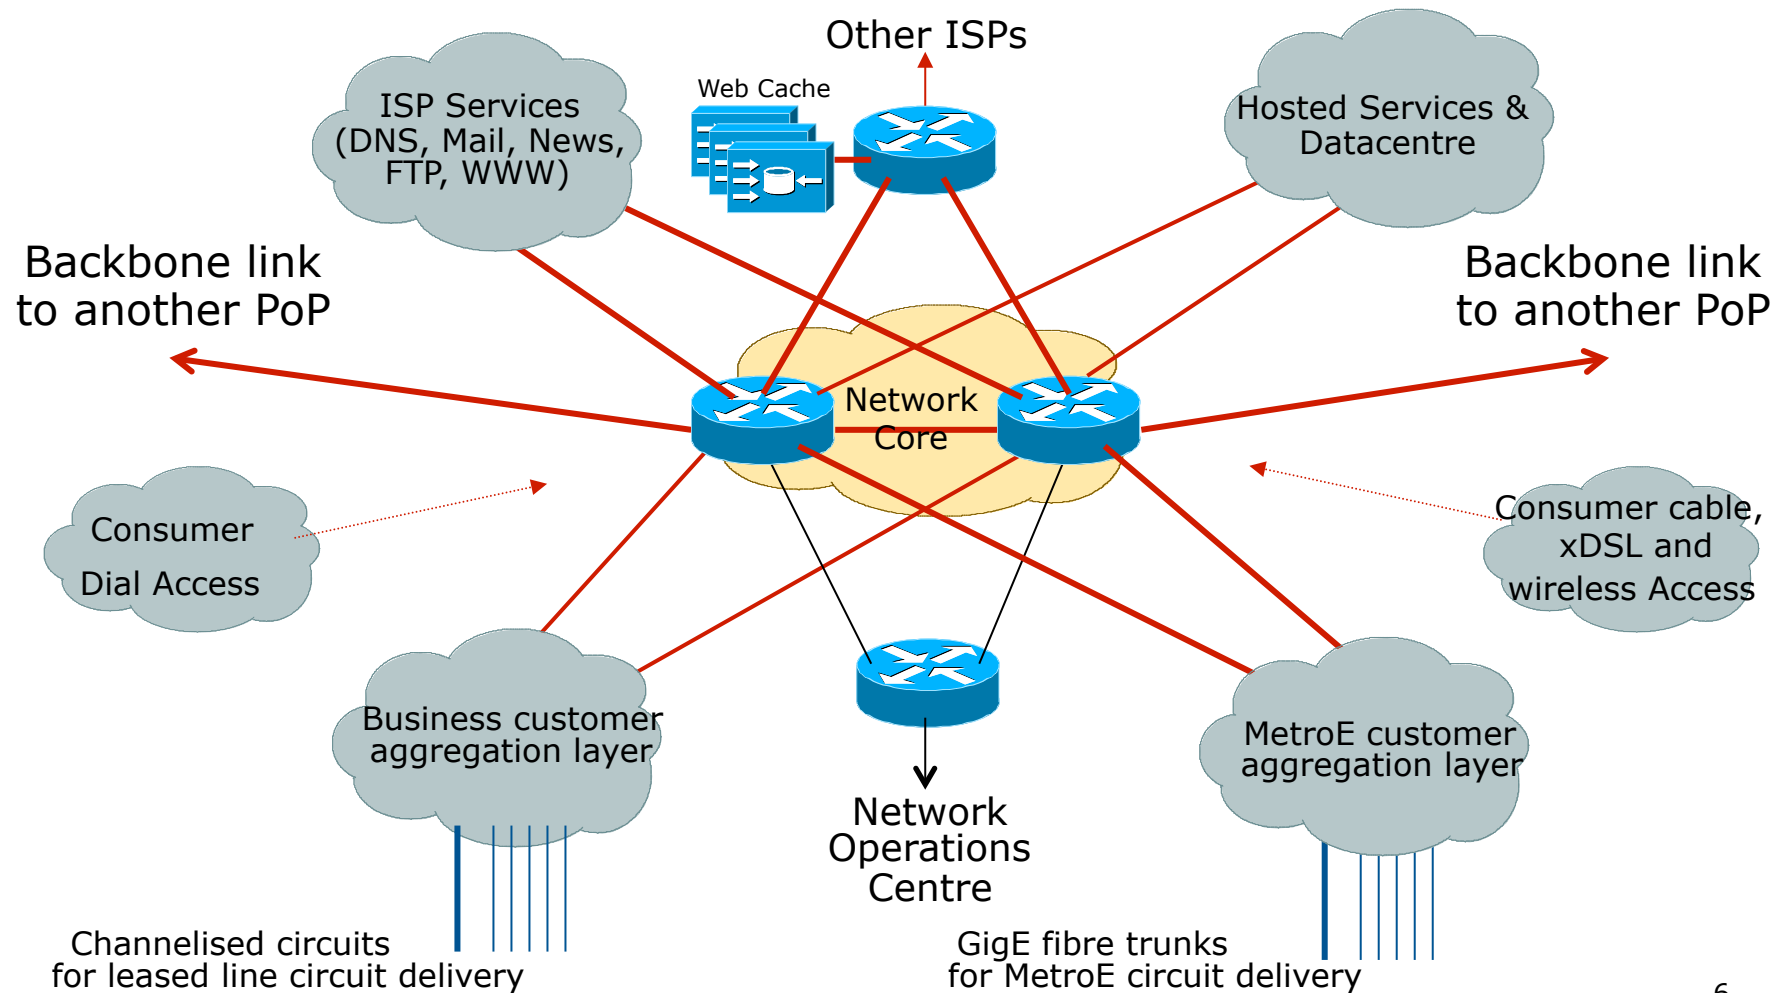 Other ISPs
Web Cache
ISP Services
(DNS, Mail, News,
FTP, WWW)
Hosted Services &
Datacentre
Backbone link
to another PoP
Backbone link
to another PoP
Network
Core
Consumer
Dial Access
Consumer cable,
xDSL and
wireless Access
Business customer
aggregation layer
MetroE customer
aggregation layer
Network
Operations
Centre
Channelised circuits
for leased line circuit delivery
GigE fibre trunks
for MetroE circuit delivery
6